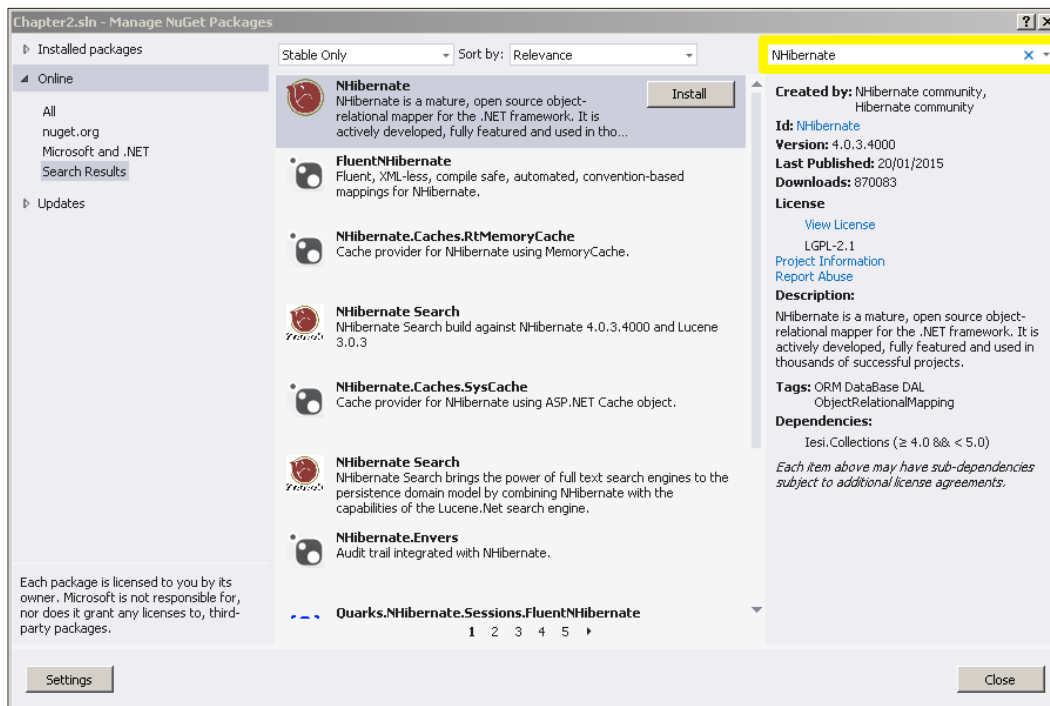 Chapter2.sln - Manage NuGet Packages
Installed packages
Online
All
nuget.org
Microsoft and .NET
Search Results
Updates
Each package is licensed to you by its
owner. Microsoft is not responsible for,
nor does it grant any licenses to, third-
party packages.
Settings
Stable Only
Sort by:
Relevance
NHibernate
NHibernate is a mature, open source object-
relational mapper for the .NET framework. It is
actively developed, fully featured and used in tho...
Install
FluentNHibernate
Fluent, XML-less, compile safe, automated, convention-based
mappings for NHibernate.
NHibernate.Caches.RtMemoryCache
Cache provider for NHibernate using MemoryCache.
NHibernate Search
NHibernate Search build against NHibernate 4.0.3.4000 and Lucene
3.0.3
NHibernate.Caches.SysCache
Cache provider for NHibernate using ASP.NET Cache object.
NHibernate Search
NHibernate Search brings the power of full text search engines to the
persistence domain model by combining NHibernate with the
capabilities of the Lucene.Net search engine.
NHibernate.Envers
Audit trail integrated with NHibernate.
Quarks.NHibernate.Sessions.FluentNHibernate
1 2 3 4 5
NHibernate
Created by: NHibernate community,
Hibernate community
Id: NHibernate
Version: 4.0.3.4000
Last Published: 20/01/2015
Downloads: 870083
License
View License
LGPL-2.1
Project Information
Report Abuse
Description:
NHibernate is a mature, open source object-
relational mapper for the .NET framework. It is
actively developed, fully featured and used in
thousands of successful projects.
Tags: ORM DataBase DAL
ObjectRelationalMapping
Dependencies:
Iesi.Collections (≥ 4.0 && < 5.0)
Each item above may have sub-dependencies
subject to additional license agreements.
Close